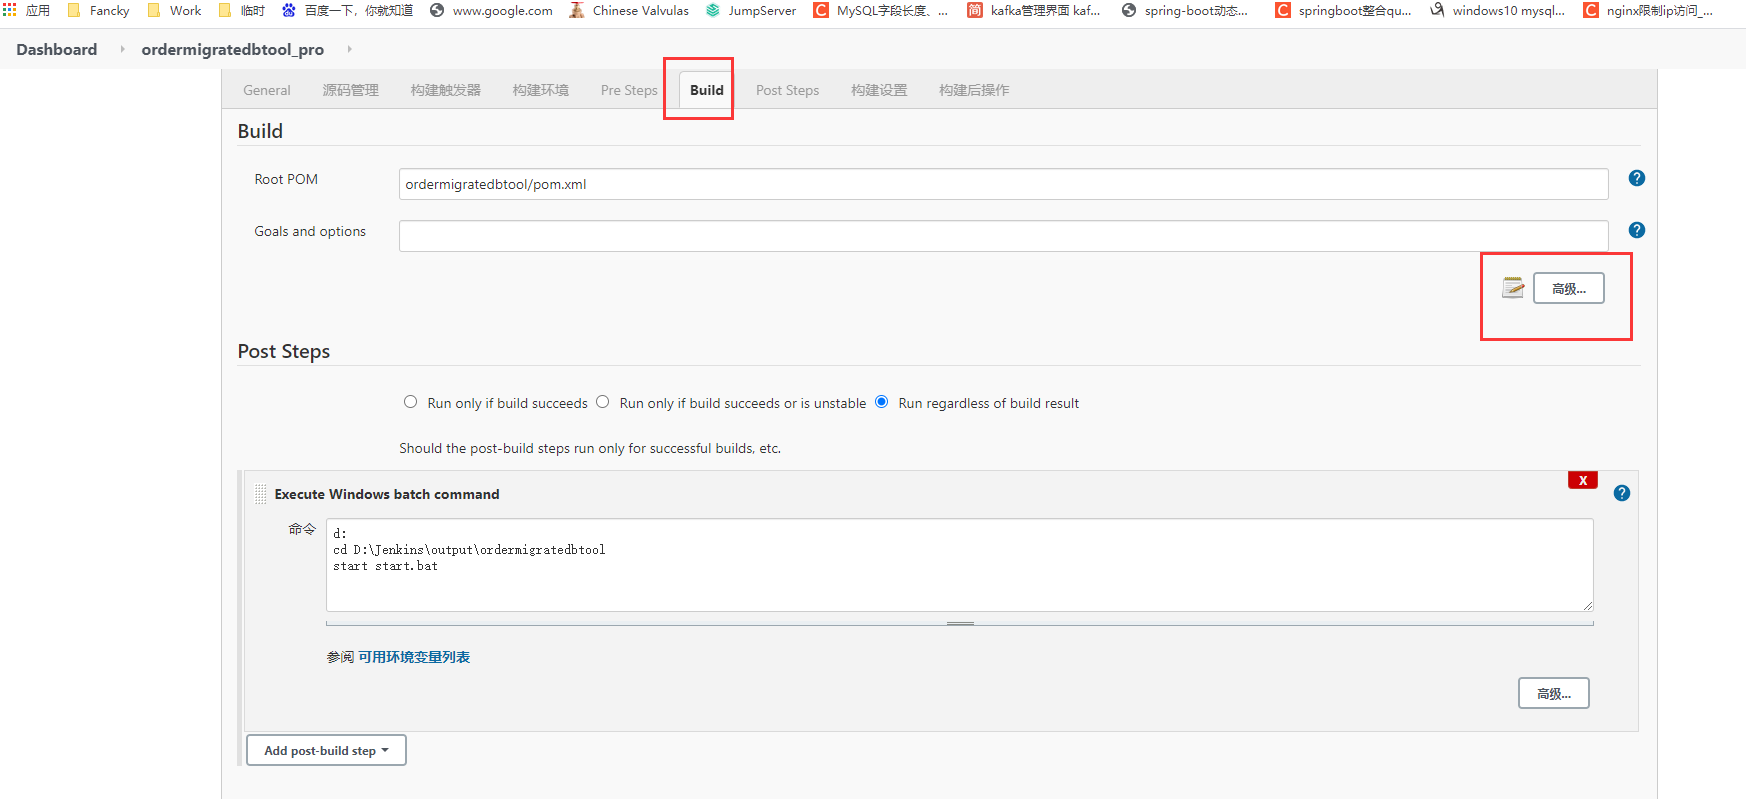 应用 Fancky Work 临时 百度一下，你就知道 www.google.com Chinese Valvulas JumpServer MySQL字段长度、... kafka管理界面 kaf... spring-boot动态... springboot整合qu... windows10 mysql... nginx限制ip访问_...
Dashboard ordermigratedbtool_pro
General 源码管理 构建触发器 构建环境 Pre Steps Build Post Steps 构建设置 构建后操作
Build
Root POM ordermigratedbtool/pom.xml
Goals and options
高级...
Post Steps
Run only if build succeeds Run only if build succeeds or is unstable Run regardless of build result
Should the post-build steps run only for successful builds, etc.
X
Execute Windows batch command
命令
d:
cd D:\Jenkins\output\ordermigratedbtool
start start.bat
参阅 可用环境变量列表
高级...
Add post-build step